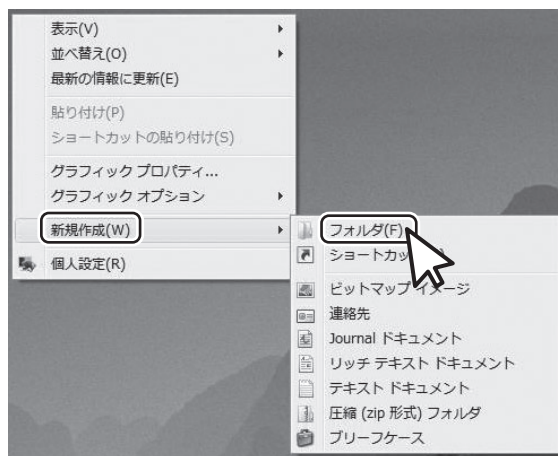 表示(V)
並べ替え(O)
最新の情報に更新(E)
貼り付け(P)
ショートカットの貼り付け(S)
グラフィック プロパティ...
グラフィック オプション
新規作成(W)
個人設定(R)
フォルダ(F)
ショートカッ
ビットマップ イメージ
連絡先
Journal ドキュメント
リッチ テキスト ドキュメント
テキスト ドキュメント
圧縮 (zip 形式) フォルダ
ブリーフケース